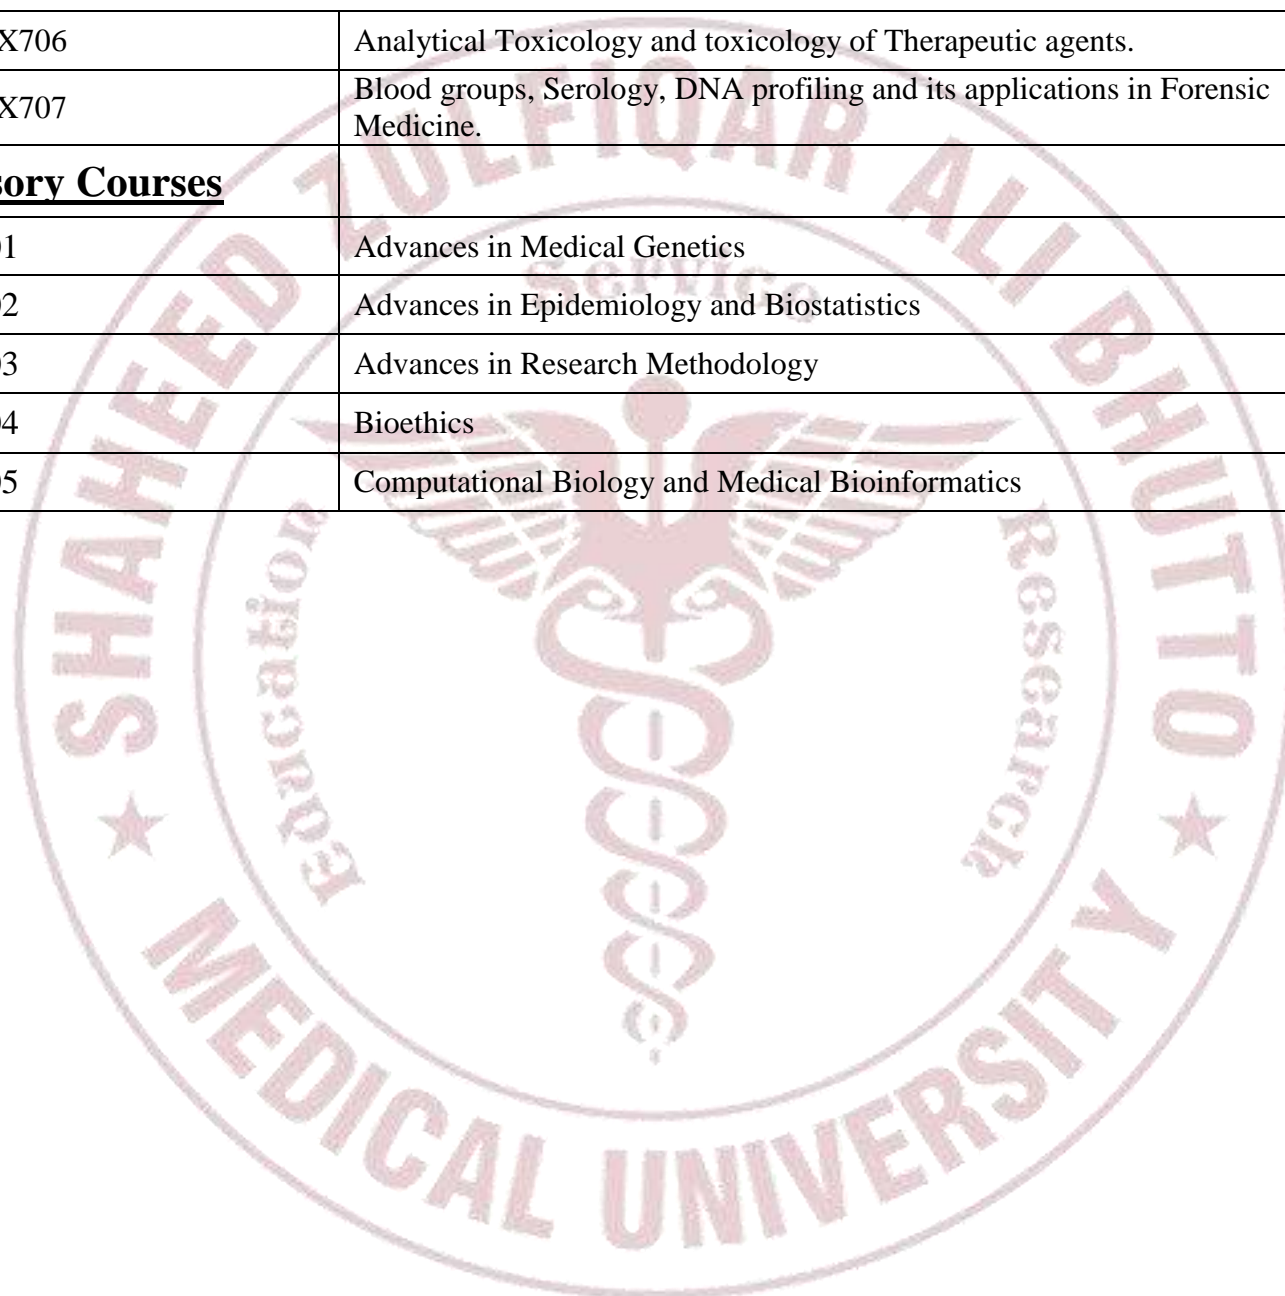 X706 Analytical Toxicology and toxicology of Therapeutic agents.
X707 Blood groups, Serology, DNA profiling and its applications in Forensic
Medicine.
sory Courses
01 Advances in Medical Genetics
02 Advances in Epidemiology and Biostatistics
03 Advances in Research Methodology
04 Bioethics
05 Computational Biology and Medical Bioinformatics
SHAHEED ZULFIQAR ALI BHUTTO
MEDICAL UNIVERSITY
Service
Education
Research